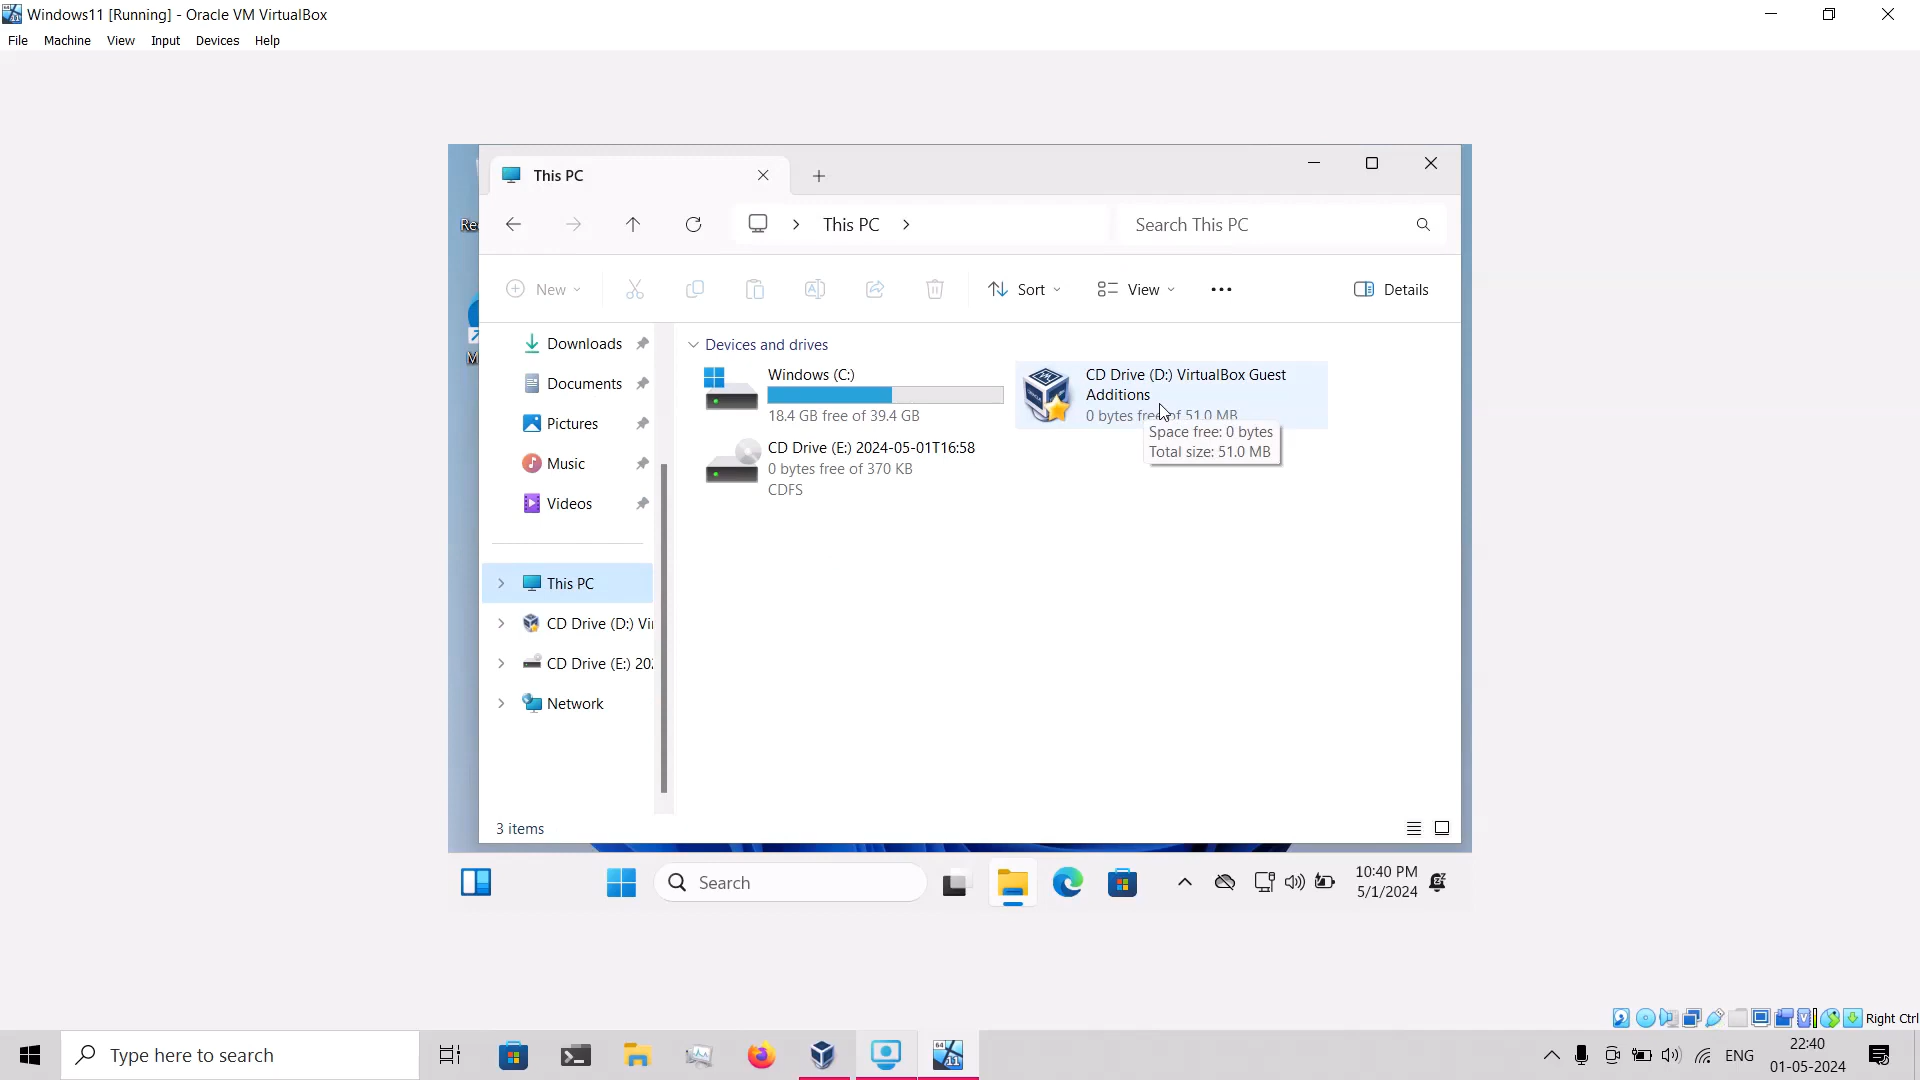 Windows11 [Running] - Oracle VM VirtualBox
File Machine View Input Devices Help
This PC
This PC
Search This PC
New
Sort
View
Details
Downloads
Documents
Pictures
Music
Videos
This PC
CD Drive (D:) Vir
CD Drive (E:) 202
Network
Devices and drives
Windows (C:)
18.4 GB free of 39.4 GB
CD Drive (D:) VirtualBox Guest
Additions
0 bytes free of 51.0 MB
Space free: 0 bytes
Total size: 51.0 MB
CD Drive (E:) 2024-05-01T16:58
0 bytes free of 370 KB
CDFS
3 items
Search
10:40 PM
5/1/2024
Right Ctrl
Type here to search
64
11
ENG
22:40
01-05-2024